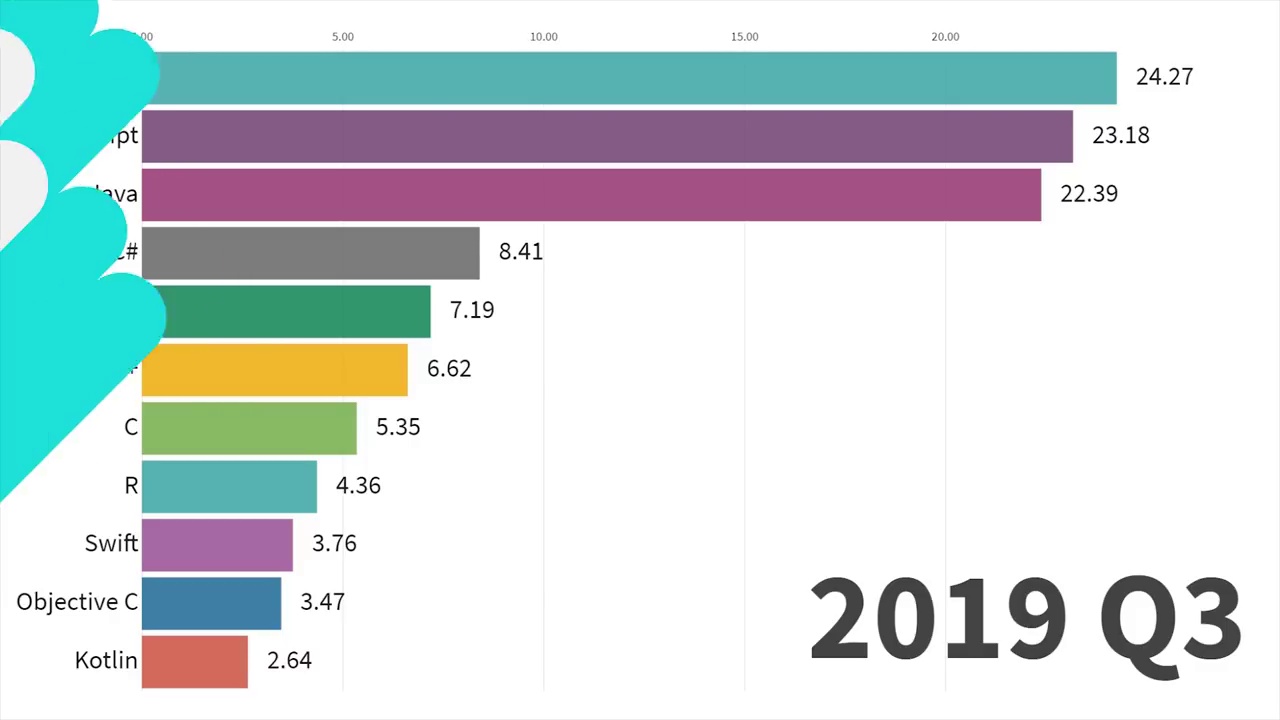 5.00 10.00 15.00 20.00
24.27
23.18
Java 22.39
C# 8.41
7.19
6.62
C 5.35
R 4.36
Swift 3.76
Objective C 3.47
Kotlin 2.64
2019 Q3